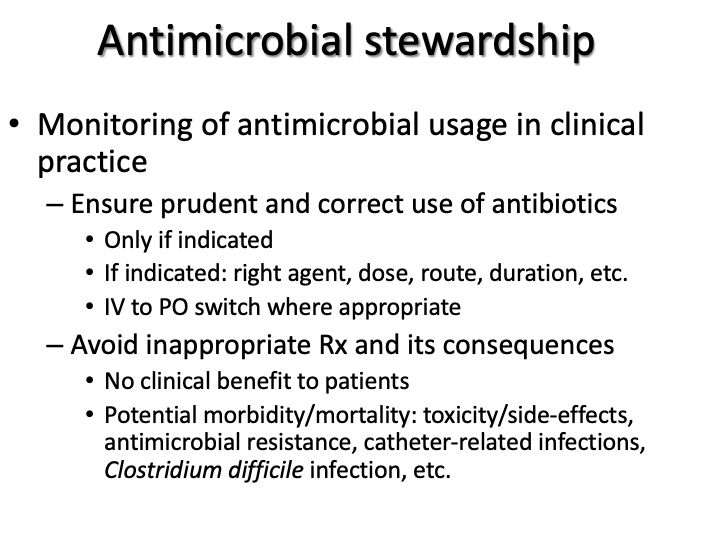 Antimicrobial stewardship
• Monitoring of antimicrobial usage in clinical
practice
– Ensure prudent and correct use of antibiotics
• Only if indicated
• If indicated: right agent, dose, route, duration, etc.
• IV to PO switch where appropriate
– Avoid inappropriate Rx and its consequences
• No clinical benefit to patients
• Potential morbidity/mortality: toxicity/side-effects,
antimicrobial resistance, catheter-related infections,
Clostridium difficile infection, etc.